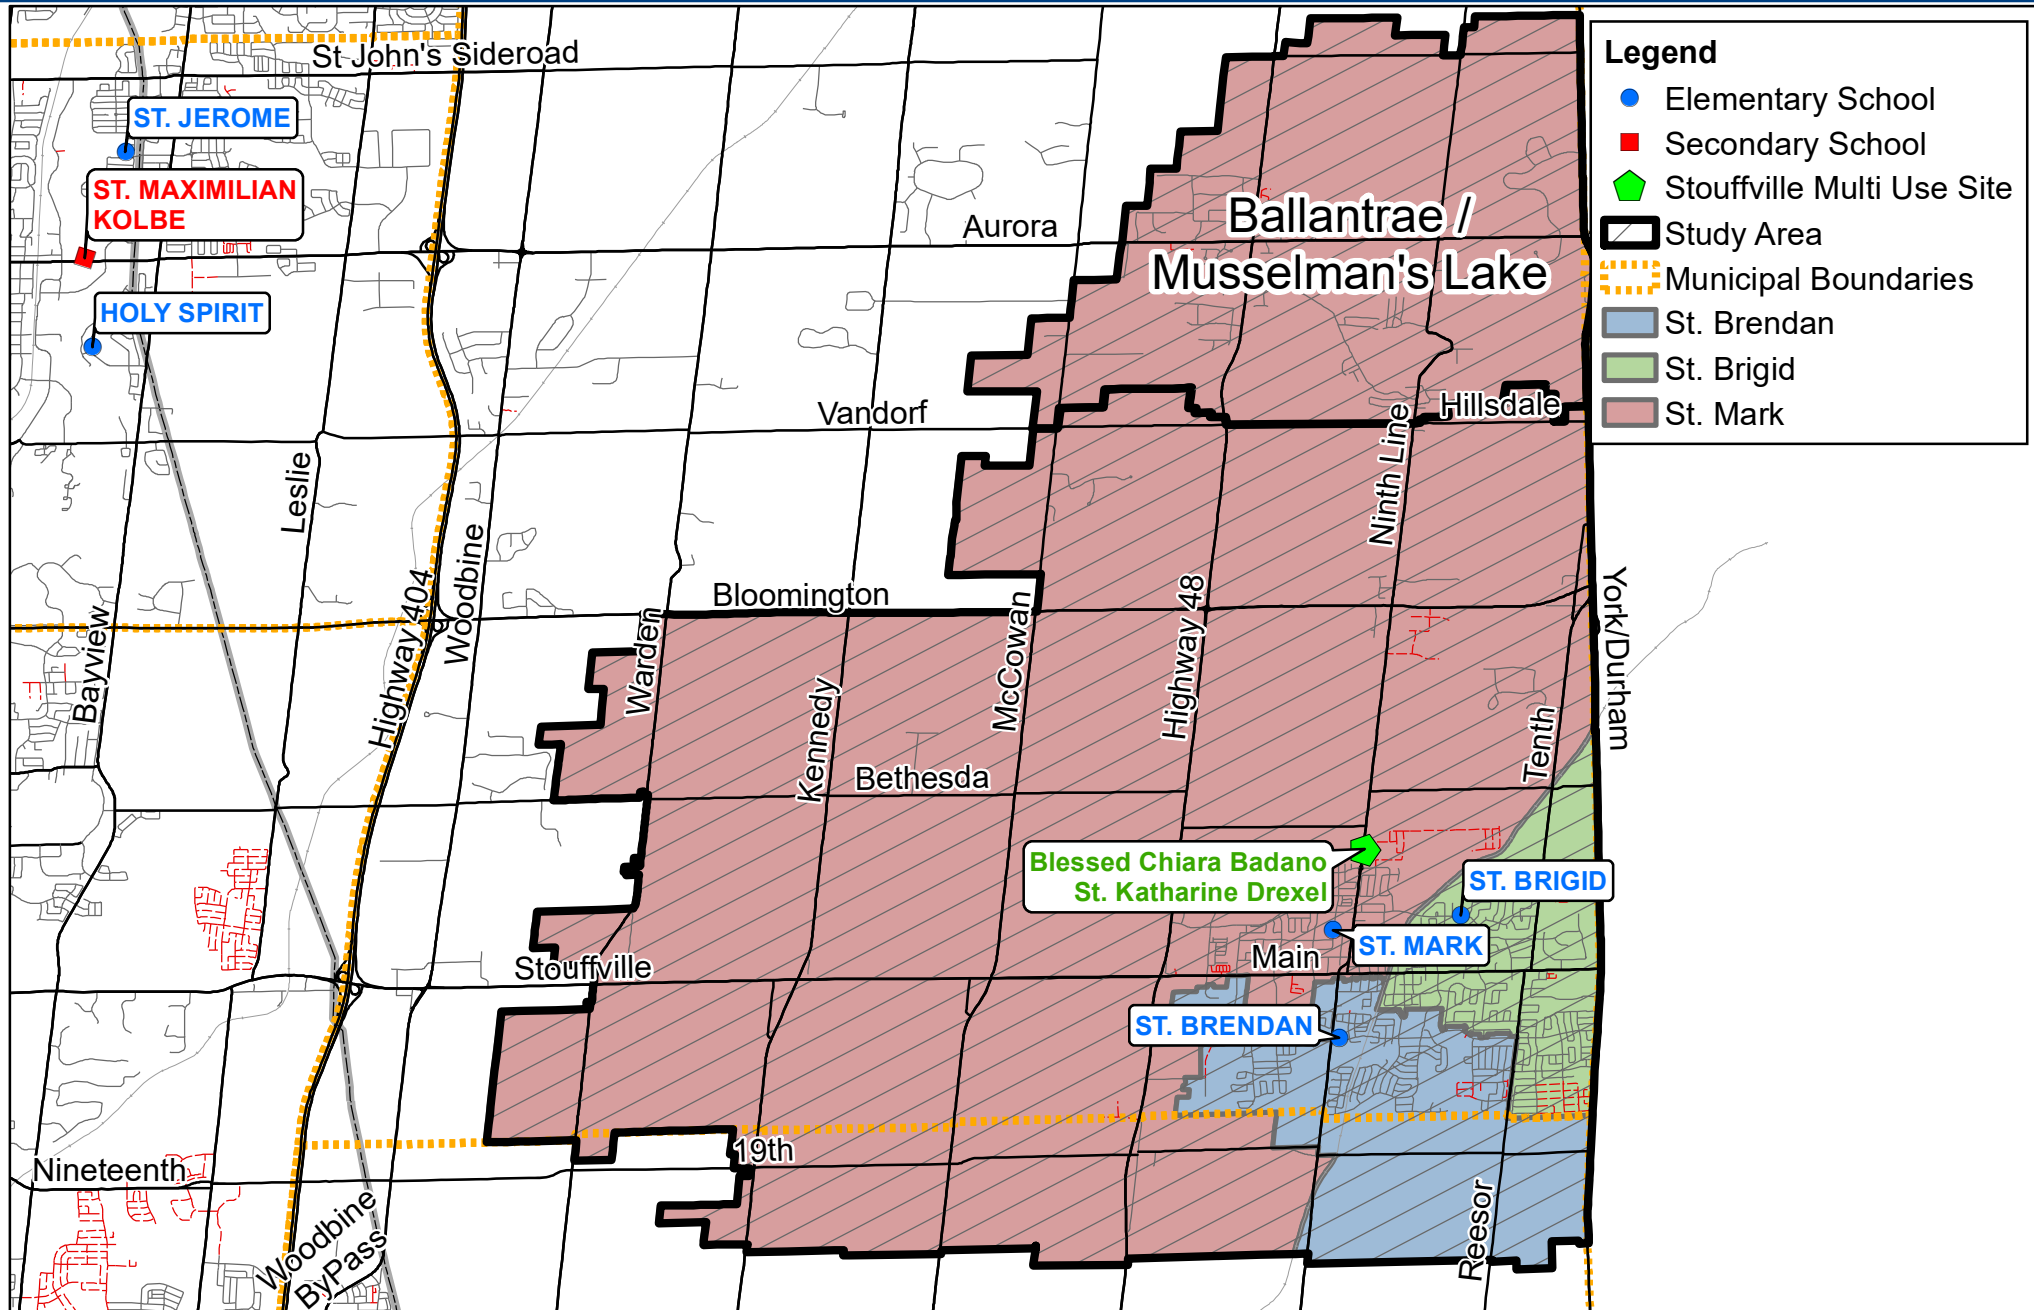 St John's Sideroad
ST. JEROME
ST. MAXIMILIAN
KOLBE
HOLY SPIRIT
Aurora
Ballantrae /
Musselman's Lake
Vandorf
Hillsdale
Leslie
Ninth Line
Woodbine
Highway 404
Bayview
Bloomington
Warden
Kennedy
McCowan
Highway 48
Tenth
York/Durham
Bethesda
Blessed Chiara Badano
St. Katharine Drexel
ST. BRIGID
ST. MARK
Main
Stouffville
ST. BRENDAN
19th
Nineteenth
Woodbine
ByPass
Reesor
Legend
Elementary School
Secondary School
Stouffville Multi Use Site
Study Area
Municipal Boundaries
St. Brendan
St. Brigid
St. Mark